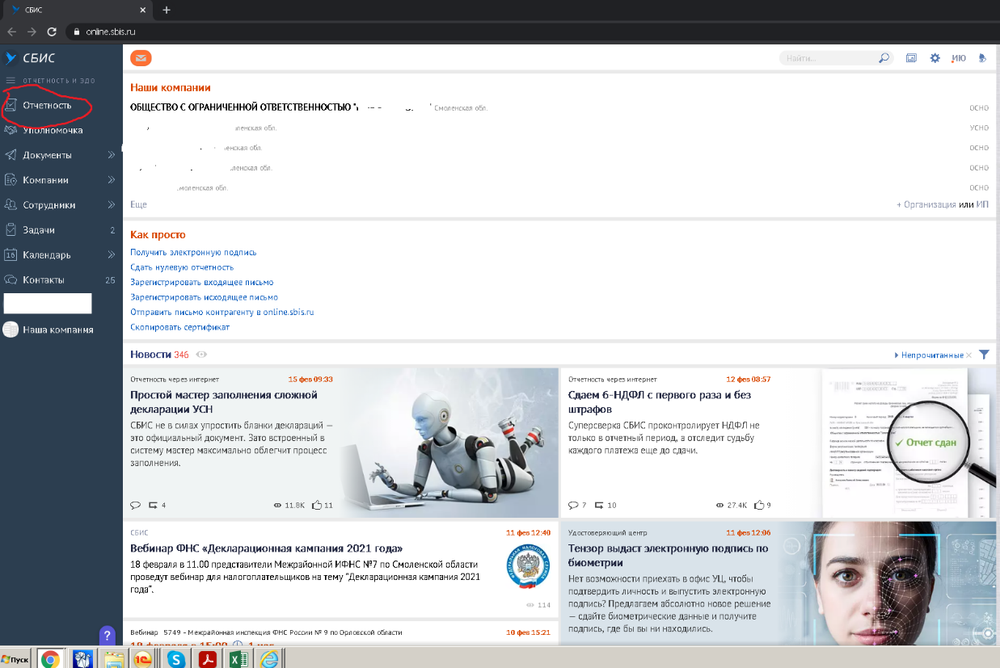 СБИС
online.sbis.ru
СБИС
ОТЧЕТНОСТЬ И ЭДО
Отчетность
Уполномочка
Документы
Компании
Сотрудники
Задачи 2
16 Календарь
Контакты 25
Наша компания
?
Найти...
ИЮ
Наши компании
ОБЩЕСТВО С ОГРАНИЧЕННОЙ ОТВЕТСТВЕННОСТЬЮ " " Смоленская обл. ОСНО
ленская обл. УСНО
енская обл. ОСНО
ленская обл. ОСНО
моленская обл. ОСНО
Еще + Организация или ИП
Как просто
Получить электронную подпись
Сдать нулевую отчетность
Зарегистрировать входящее письмо
Зарегистрировать исходящее письмо
Отправить письмо контрагенту в online.sbis.ru
Скопировать сертификат
Новости 346 Непрочитанные ×
Отчетность через интернет 15 фев 09:33
Простой мастер заполнения сложной
декларации УСН
СБИС не в силах упростить бланки деклараций —
это официальный документ. Зато встроенный в
систему мастер максимально облегчит процесс
заполнения.
4 11.8K 11
Отчетность через интернет 12 фев 08:57
Сдаем 6-НДФЛ с первого раза и без
штрафов
Суперсверка СБИС проконтролирует НДФЛ не
только в отчетный период, а отследит судьбу
каждого платежа еще до сдачи.
7 10 27.4K 9
✓ Отчет сдан
СБИС 11 фев 12:40
Вебинар ФНС «Декларационная кампания 2021 года»
18 февраля в 11.00 представители Межрайонной ИФНС №7 по Смоленской области
проведут вебинар для налогоплательщиков на тему "Декларационная кампания 2021
года".
114
Удостоверяющий центр 11 фев 12:06
Тензор выдаст электронную подпись по
биометрии
Нет возможности приехать в офис УЦ, чтобы
подтвердить личность и выпустить электронную
подпись? Предлагаем абсолютно новое решение
— сдайте биометрические данные и получите
подпись, где бы вы ни находились.
Вебинар 5749 - Межрайонная инспекция ФНС России № 9 по Орловской области 10 фев 15:21
Пуск